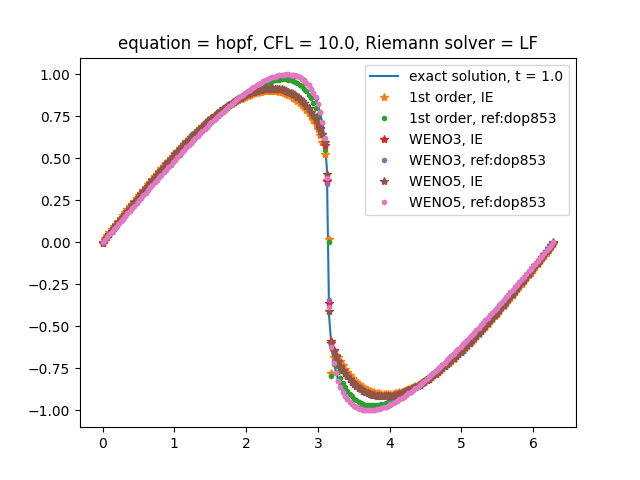 equation = hopf, CFL = 10.0, Riemann solver = LF
exact solution, t = 1.0
1st order, IE
1st order, ref:dop853
WENO3, IE
WENO3, ref:dop853
WENO5, IE
WENO5, ref:dop853
1.00
0.75
0.50
0.25
0.00
−0.25
−0.50
−0.75
−1.00
0 1 2 3 4 5 6